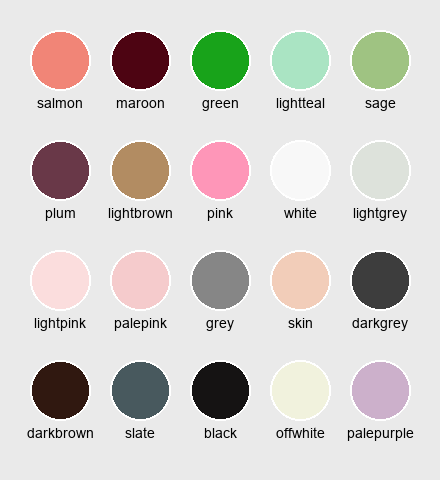 salmon maroon green lightteal sage
plum lightbrown pink white lightgrey
lightpink palepink grey skin darkgrey
darkbrown slate black offwhite palepurple